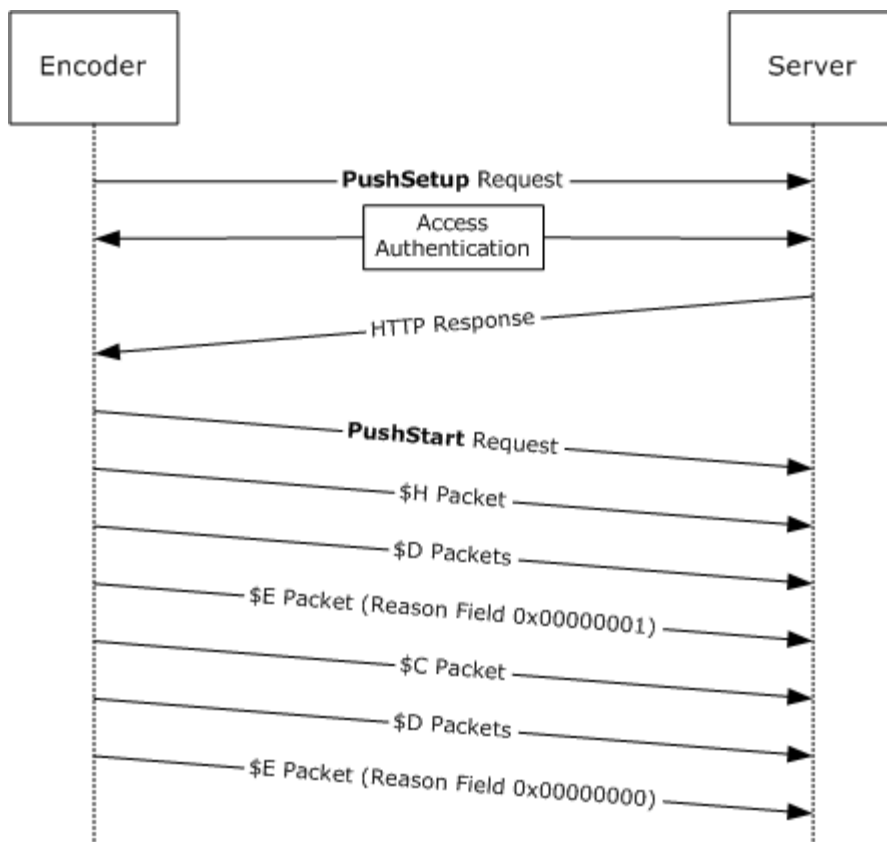 Encoder
Server
PushSetup Request
Access
Authentication
HTTP Response
PushStart Request
$H Packet
$D Packets
$E Packet (Reason Field 0x00000001)
$C Packet
$D Packets
$E Packet (Reason Field 0x00000000)